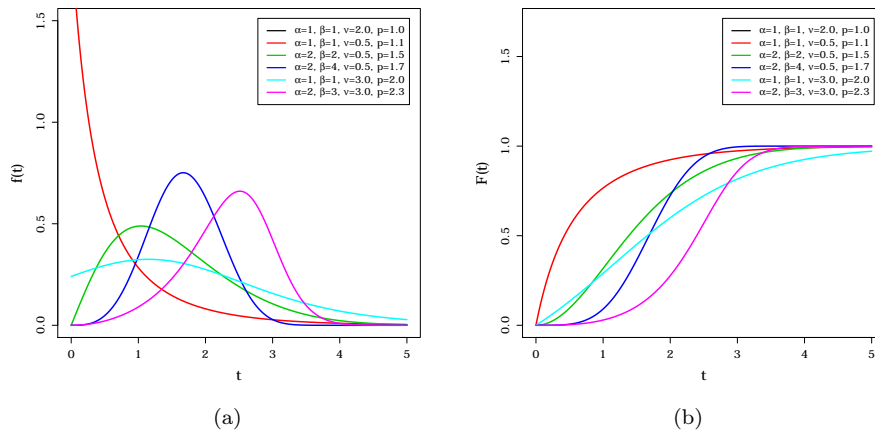 α=1, β=1, ν=2.0, p=1.0
α=1, β=1, ν=0.5, p=1.1
α=2, β=2, ν=0.5, p=1.5
α=2, β=4, ν=0.5, p=1.7
α=1, β=1, ν=3.0, p=2.0
α=2, β=3, ν=3.0, p=2.3
f(t)
1.5
1.0
0.5
0.0
0 1 2 3 4 5
t
(a)
α=1, β=1, ν=2.0, p=1.0
α=1, β=1, ν=0.5, p=1.1
α=2, β=2, ν=0.5, p=1.5
α=2, β=4, ν=0.5, p=1.7
α=1, β=1, ν=3.0, p=2.0
α=2, β=3, ν=3.0, p=2.3
F(t)
1.5
1.0
0.5
0.0
0 1 2 3 4 5
t
(b)